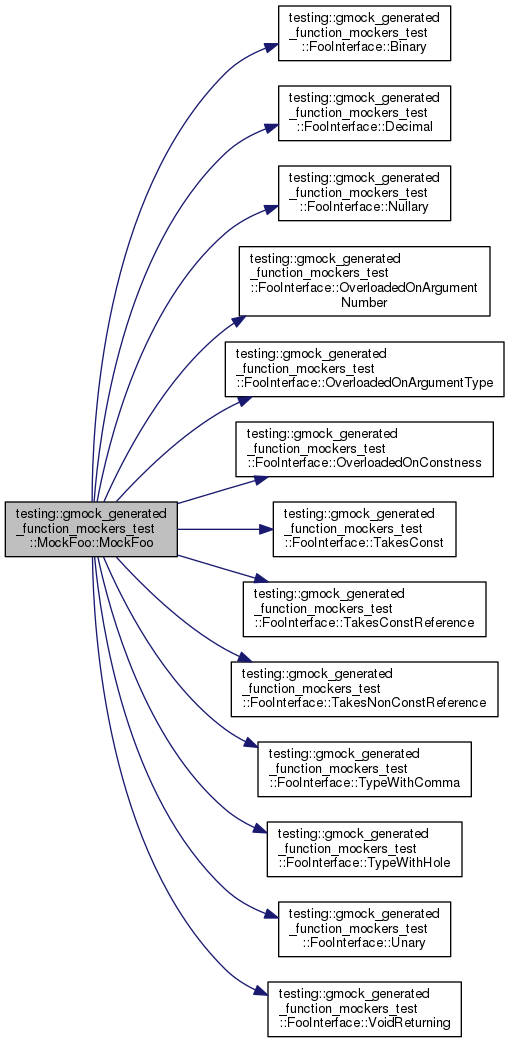 testing::gmock_generated
_function_mockers_test
::FooInterface::Binary
testing::gmock_generated
_function_mockers_test
::FooInterface::Decimal
testing::gmock_generated
_function_mockers_test
::FooInterface::Nullary
testing::gmock_generated
_function_mockers_test
::FooInterface::OverloadedOnArgument
Number
testing::gmock_generated
_function_mockers_test
::FooInterface::OverloadedOnArgumentType
testing::gmock_generated
_function_mockers_test
::FooInterface::OverloadedOnConstness
testing::gmock_generated
_function_mockers_test
::MockFoo::MockFoo
testing::gmock_generated
_function_mockers_test
::FooInterface::TakesConst
testing::gmock_generated
_function_mockers_test
::FooInterface::TakesConstReference
testing::gmock_generated
_function_mockers_test
::FooInterface::TakesNonConstReference
testing::gmock_generated
_function_mockers_test
::FooInterface::TypeWithComma
testing::gmock_generated
_function_mockers_test
::FooInterface::TypeWithHole
testing::gmock_generated
_function_mockers_test
::FooInterface::Unary
testing::gmock_generated
_function_mockers_test
::FooInterface::VoidReturning